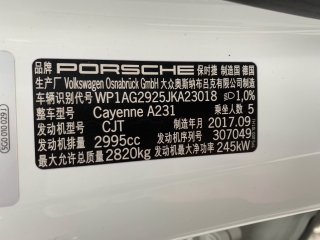 品牌 PORSCHE 保时捷 制造国 德国
生产厂 Volkswagen Osnabrück GmbH 大众奥斯纳布吕克有限公司
车辆识别代号 WP1AG2925JKA23018 1,0%
整车型号 Cayenne A231 乘坐人数 5
发动机型号 CJT 制造年月 2017.09
发动机排量 2995cc 发动机号 307049
最大允许总质量 2820kg 发动机最大净功率 245kW